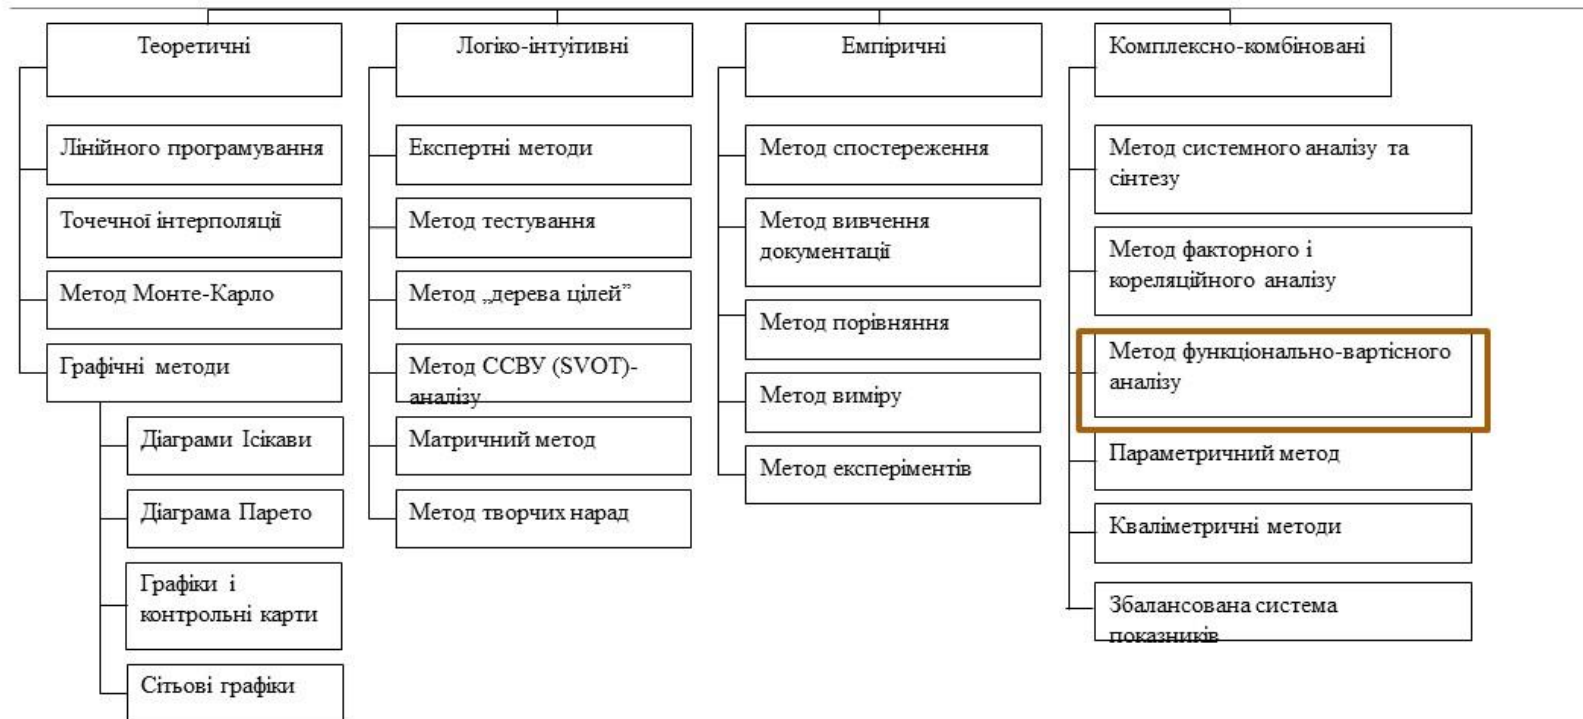 Теоретичні
Лінійного програмування
Точечної інтерполяції
Метод Монте-Карло
Графічні методи
Діаграми Ісікави
Діаграма Парето
Графіки і
контрольні карти
Сітьові графіки
Логіко-інтуітивні
Експертні методи
Метод тестування
Метод „дерева цілей”
Метод ССВУ (SVOT)-
аналізу
Матричний метод
Метод творчих нарад
Емпіричні
Метод спостереження
Метод вивчення
документації
Метод порівняння
Метод виміру
Метод експеріментів
Комплексно-комбіновані
Метод системного аналізу та
сінтезу
Метод факторного і
кореляційного аналізу
Метод функціонально-вартісного
аналізу
Параметричний метод
Кваліметричні методи
Збалансована система
показників